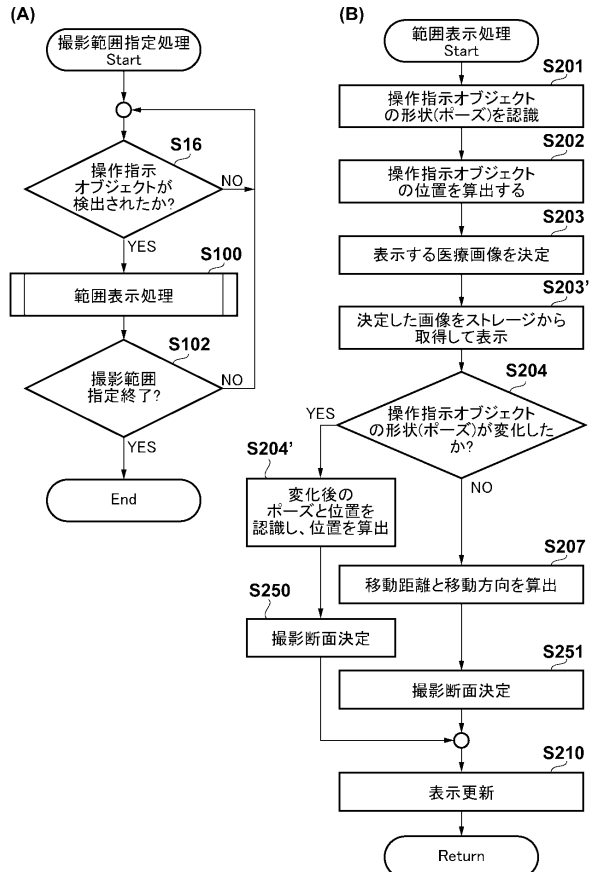 (A)
撮影範囲指定処理
Start
S16
操作指示
オブジェクトが
検出されたか?
NO
YES
S100
範囲表示処理
S102
撮影範囲
指定終了?
NO
YES
End
(B)
範囲表示処理
Start
S201
操作指示オブジェクト
の形状(ポーズ)を認識
S202
操作指示オブジェクト
の位置を算出する
S203
表示する医療画像を決定
S203’
決定した画像をストレージから
取得して表示
S204
操作指示オブジェクト
の形状(ポーズ)が変化した
か?
YES
NO
S204’
変化後の
ポーズと位置を
認識し、位置を算出
S207
移動距離と移動方向を算出
S250
撮影断面決定
S251
撮影断面決定
S210
表示更新
Return